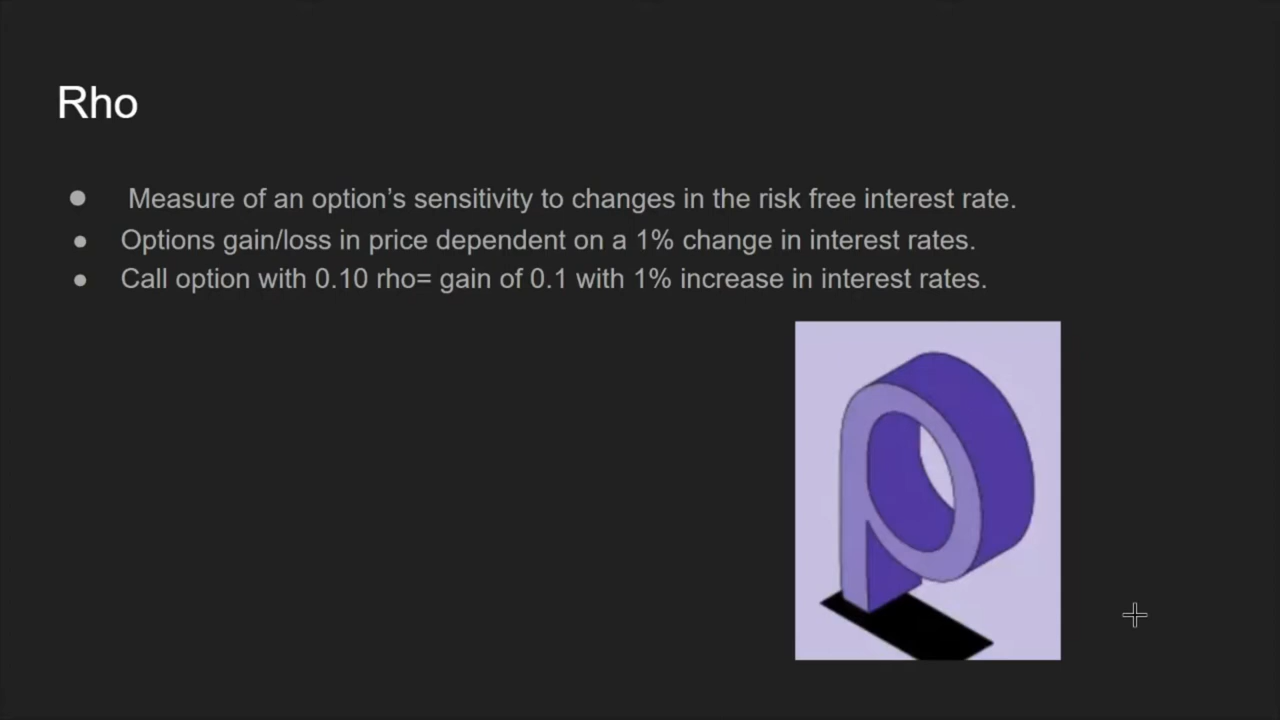 Rho
● Measure of an option’s sensitivity to changes in the risk free interest rate.
● Options gain/loss in price dependent on a 1% change in interest rates.
● Call option with 0.10 rho= gain of 0.1 with 1% increase in interest rates.